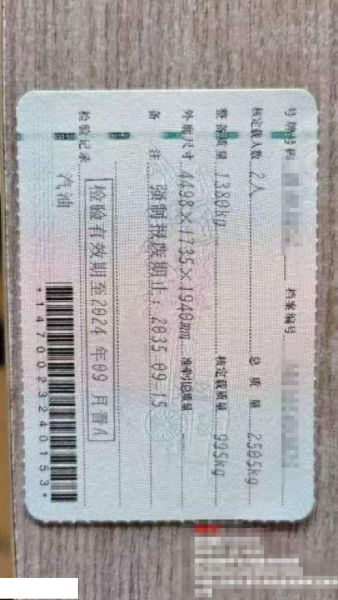 号牌号码 档案编号
核定载人数 2人 总质量 2505kg
整备质量 1380kg 核定载质量 995kg
外廓尺寸 4498×1735×1940mm 准牵引总质量
备注 强制报废期止：2035-09-15
检验记录 检验有效期至2024年09月晋A
汽油
*1470023240153*